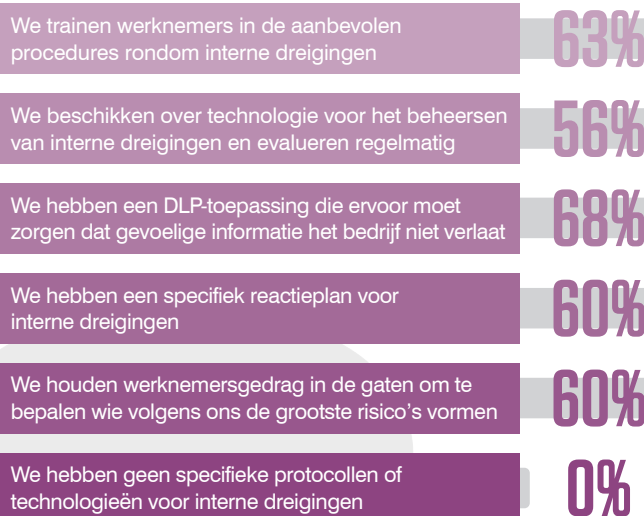 We trainen werknemers in de aanbevolen
procedures rondom interne dreigingen
63%
We beschikken over technologie voor het beheersen
van interne dreigingen en evalueren regelmatig
56%
We hebben een DLP-toepassing die ervoor moet
zorgen dat gevoelige informatie het bedrijf niet verlaat
68%
We hebben een specifiek reactieplan voor
interne dreigingen
60%
We houden werknemersgedrag in de gaten om te
bepalen wie volgens ons de grootste risico’s vormen
60%
We hebben geen specifieke protocollen of
technologieën voor interne dreigingen
0%